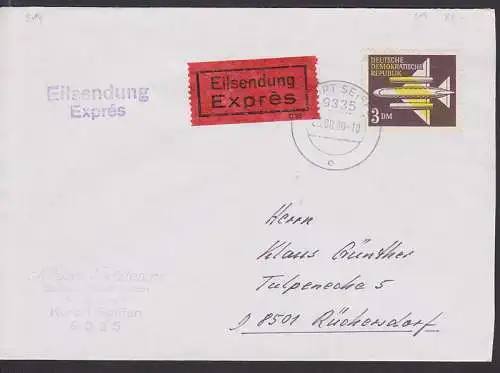 Eilsendung
Exprés
Eilsendung
Exprès
DEUTSCHE
DEMOKRATISCHE
REPUBLIK
3 DM
9335
Herrn
Klaus Günther
Tulpenecke 5
D 8501 Rückersdorf
Kurort Seiffen
9335